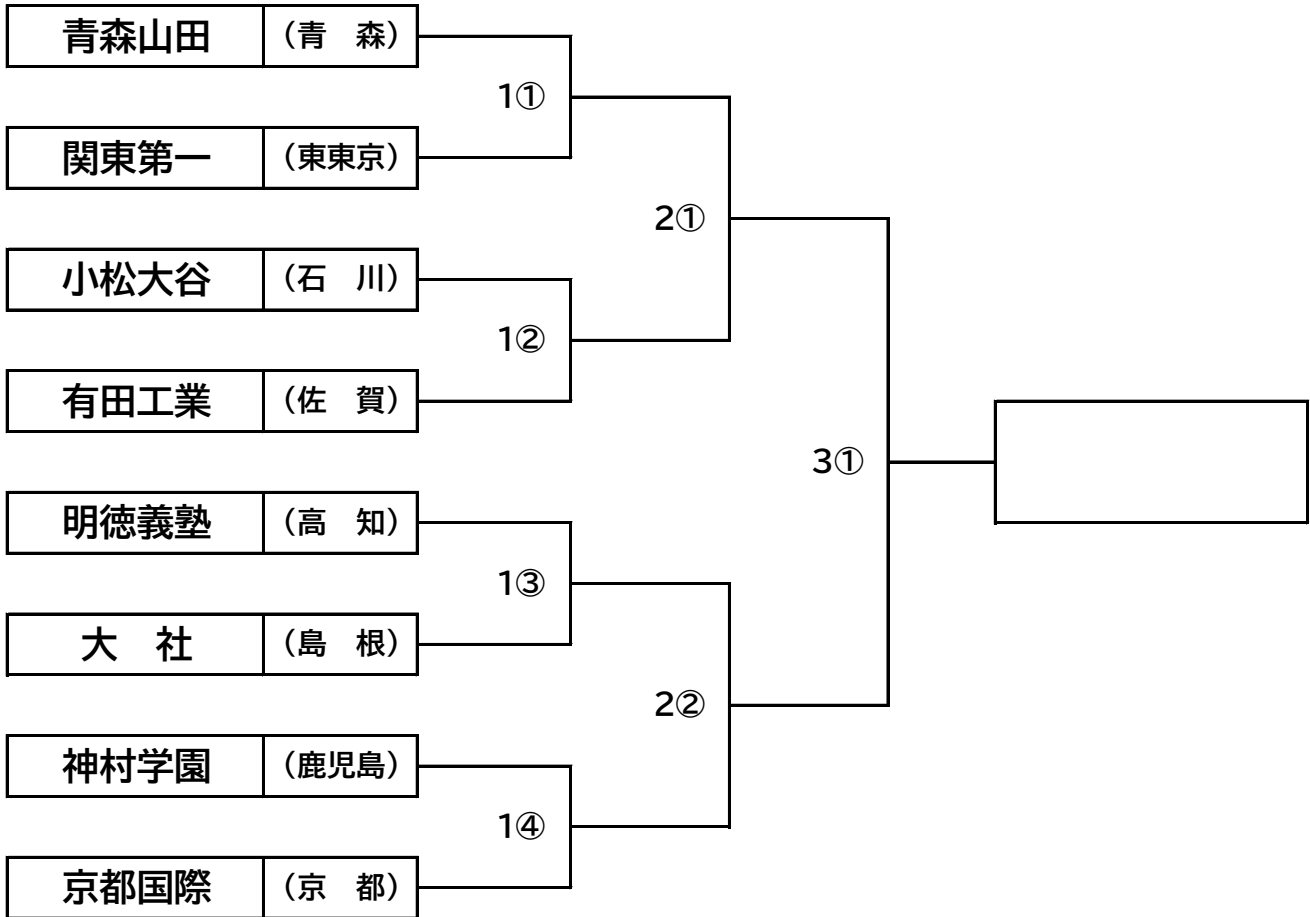 青森山田 (青 森)
1①
関東第一 (東東京)
2①
小松大谷 (石 川)
1②
有田工業 (佐 賀)
3①
明徳義塾 (高 知)
1③
大 社 (島 根)
2②
神村学園 (鹿児島)
1④
京都国際 (京 都)